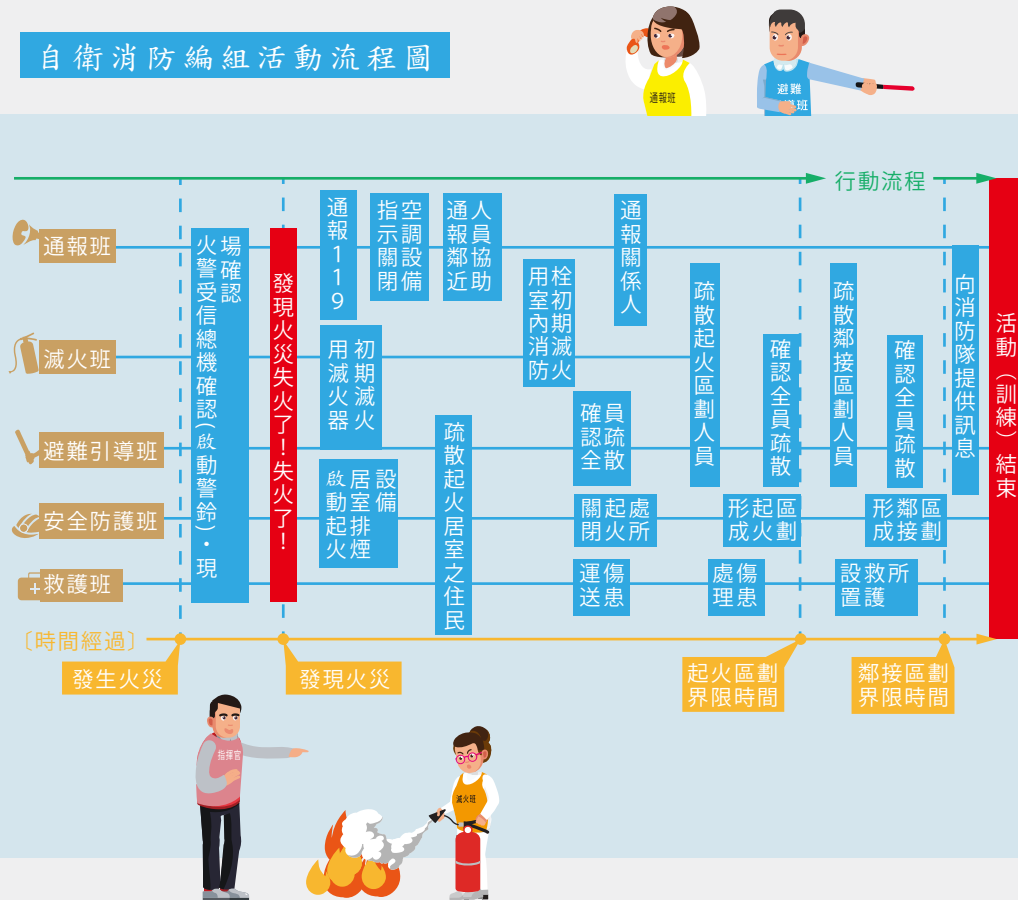 自衛消防編組活動流程圖
通報班
避難
導班
行動流程
通報班
滅火班
避難引導班
安全防護班
救護班
火警受信總機確認(啟動警鈴)・現
場確認
發現火災失火了!失火了!
通報119
指示關閉
空調設備
通報鄰近
人員協助
用室內消防
栓初期滅火
通報關係人
用滅火器
初期滅火
啟動起火
居室排煙
設備
疏散起火居室之住民
確認全
員疏散
關起處
閉火所
運傷
送患
疏散起火區劃人員
形起區
成火劃
處傷
理患
確認全員疏散
疏散鄰接區劃人員
形鄰區
成接劃
設救所
置護
確認全員疏散
向消防隊提供訊息
活動(訓練)結束
〔時間經過〕
發生火災
發現火災
起火區劃
界限時間
鄰接區劃
界限時間
指揮官
滅火班